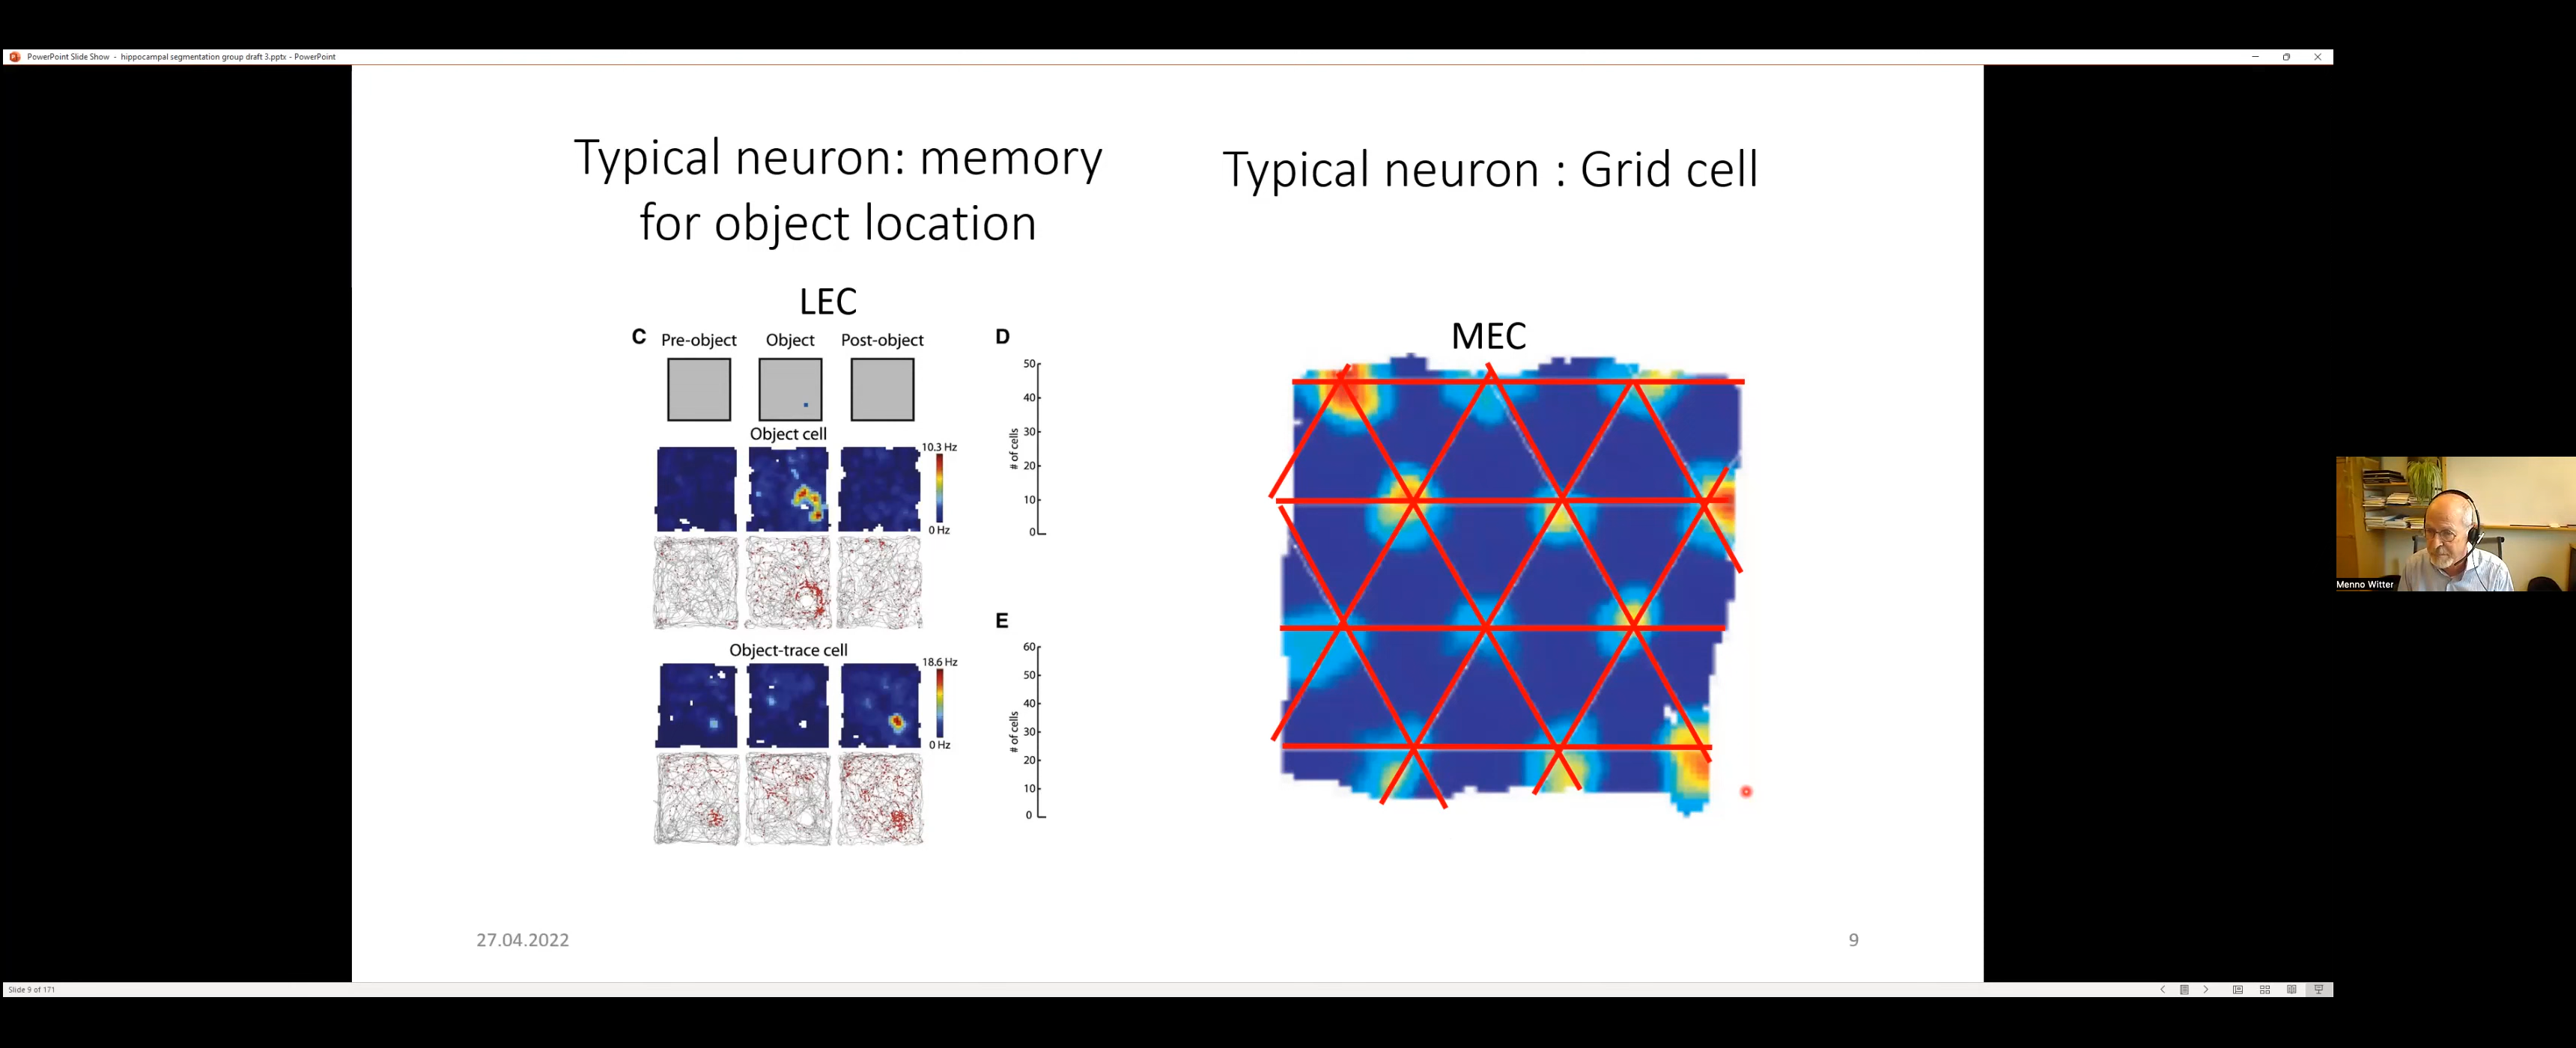 PowerPoint Slide Show - hippocampal segmentation group draft 3.pptx - PowerPoint
Typical neuron: memory
for object location
Typical neuron : Grid cell
LEC
MEC
C Pre-object Object Post-object
Object cell
10.3 Hz
0 Hz
Object-trace cell
18.6 Hz
0 Hz
D
50
40
30
20
10
0
# of cells
E
60
50
40
30
20
10
0
# of cells
Menno Witter
27.04.2022
9
Slide 9 of 171